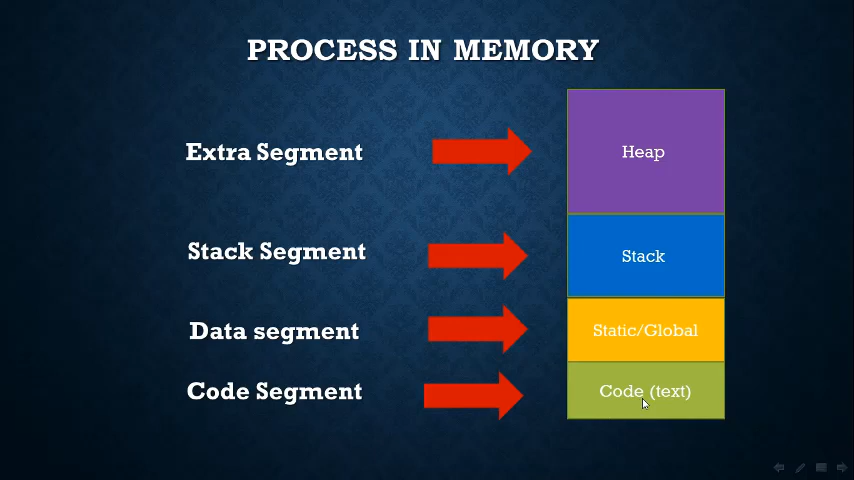 PROCESS IN MEMORY
Extra Segment
Heap
Stack Segment
Stack
Data segment
Static/Global
Code Segment
Code (text)